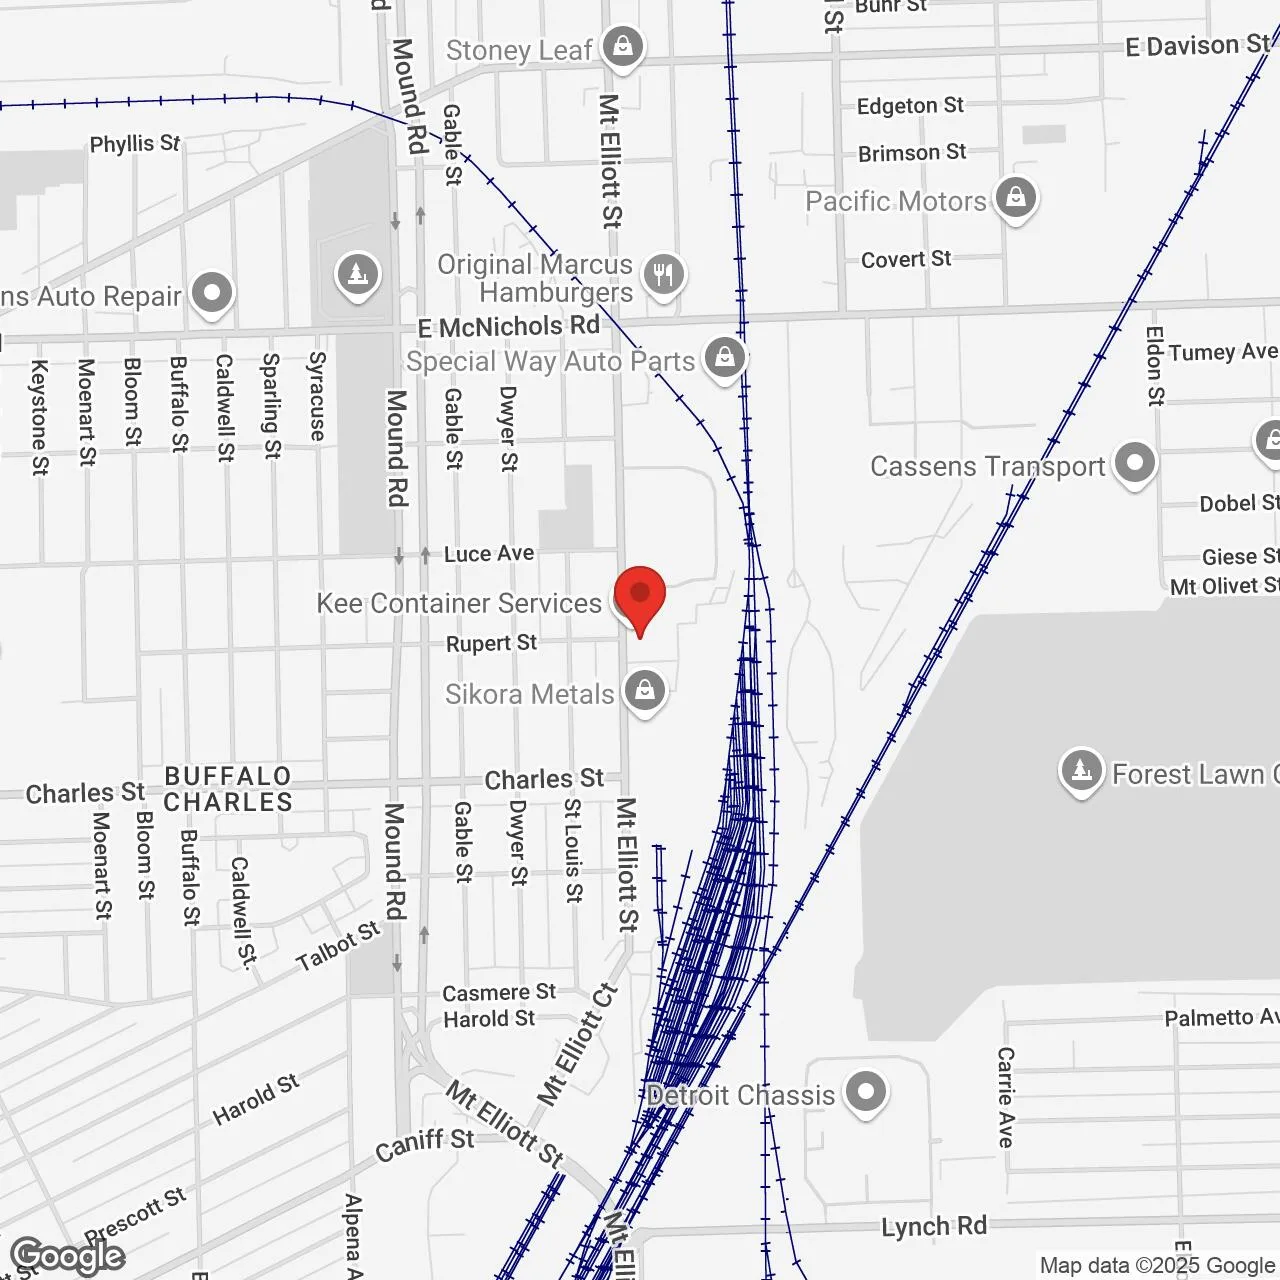 Buhr St
E Davison St
Stoney Leaf
Mound Rd
Gable St
Mt Elliott St
Edgeton St
Phyllis St
Brimson St
Pacific Motors
Covert St
Original Marcus
Hamburgers
ns Auto Repair
E McNichols Rd
Eldon St
Tumey Ave
Special Way Auto Parts
Keystone St
Moenart St
Bloom St
Buffalo St
Caldwell St
Sparling St
Syracuse
Mound Rd
Gable St
Dwyer St
Cassens Transport
Dobel St
Luce Ave
Giese St
Mt Olivet St
Kee Container Services
Rupert St
Sikora Metals
BUFFALO
CHARLES
Charles St
Charles St
Forest Lawn C
Moenart St
Bloom St
Buffalo St
Caldwell St.
Mound Rd
Gable St
Dwyer St
St Louis St
Mt Elliott St
Talbot St
Casmere St
Harold St
Mt Elliott Ct
Palmetto Av
Carrie Ave
Harold St
Mt Elliott St
Detroit Chassis
Caniff St
Prescott St
Alpena A
Mt Elli
Lynch Rd
Google
Map data ©2025 Google